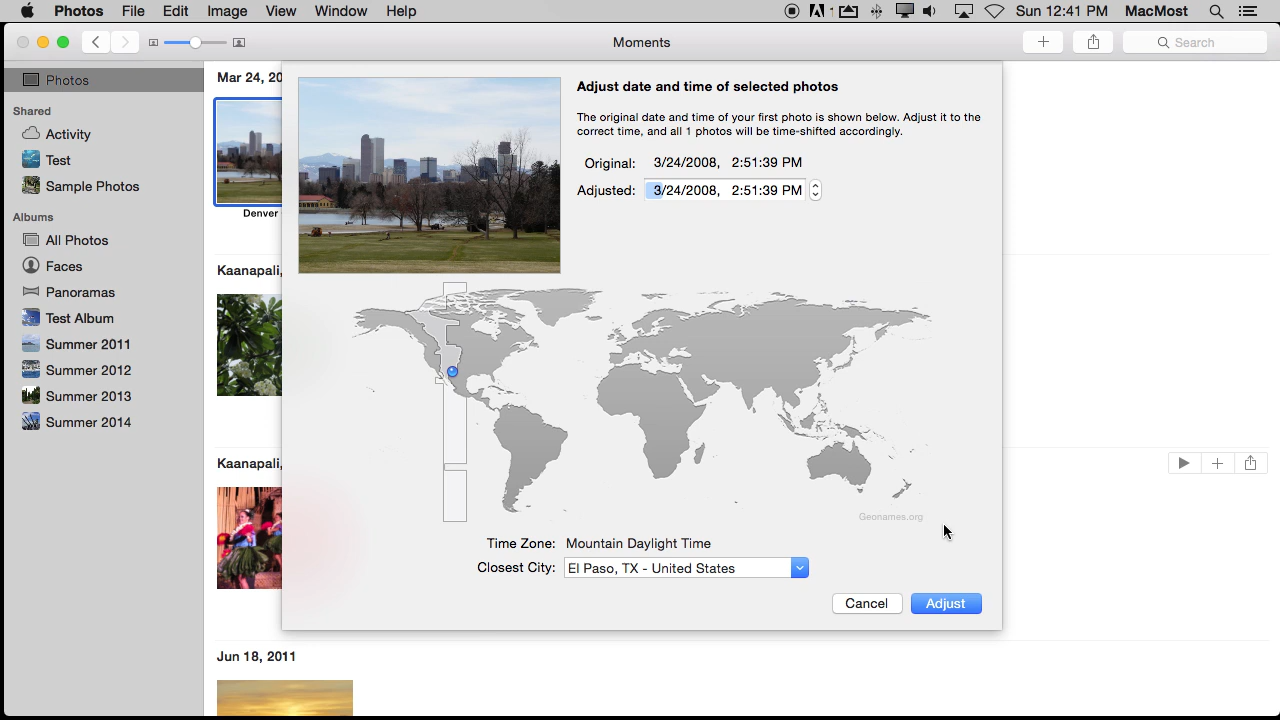 Photos File Edit Image View Window Help 1 Sun 12:41 PM MacMost
Moments
Search
Photos
Shared
Activity
Test
Sample Photos
Albums
All Photos
Faces
Panoramas
Test Album
Summer 2011
Summer 2012
Summer 2013
Summer 2014
Mar 24, 20
Denver
Kaanapali,
Kaanapali,
Jun 18, 2011
Adjust date and time of selected photos
The original date and time of your first photo is shown below. Adjust it to the
correct time, and all 1 photos will be time-shifted accordingly.
Original: 3/24/2008, 2:51:39 PM
Adjusted: 3/24/2008, 2:51:39 PM
Geonames.org
Time Zone: Mountain Daylight Time
Closest City: El Paso, TX - United States
Cancel Adjust